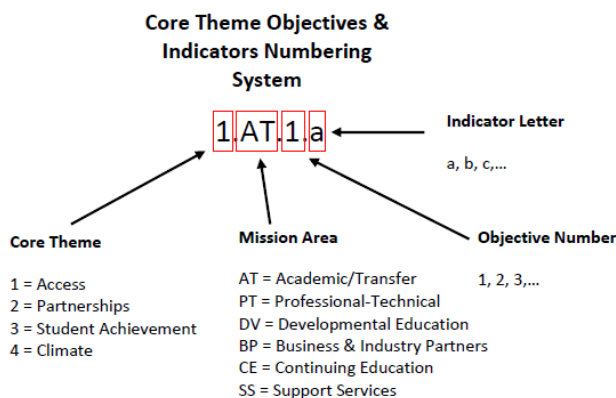 Core Theme Objectives &
Indicators Numbering
System
1.AT.1.a
Indicator Letter
a, b, c,...
Core Theme
1 = Access
2 = Partnerships
3 = Student Achievement
4 = Climate
Mission Area
AT = Academic/Transfer
PT = Professional-Technical
DV = Developmental Education
BP = Business & Industry Partners
CE = Continuing Education
SS = Support Services
Objective Number
1, 2, 3,...